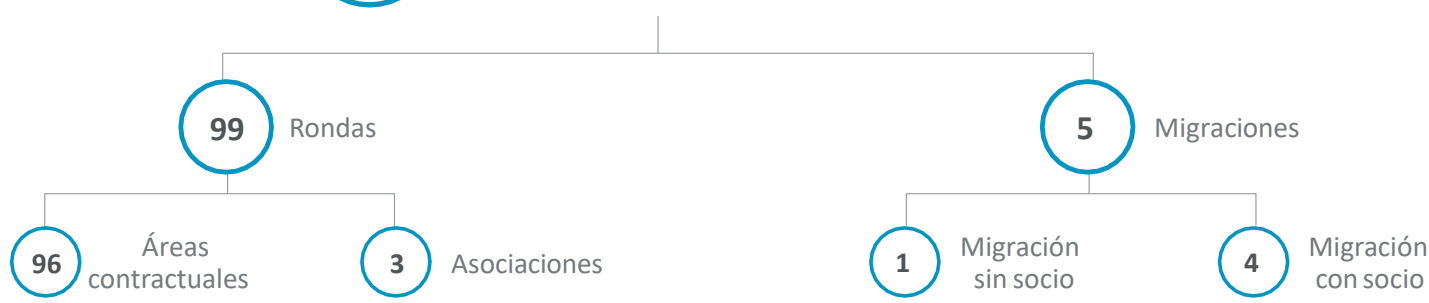 99 Rondas
5 Migraciones
96 Áreas
contractuales
3 Asociaciones
1 Migración
sin socio
4 Migración
con socio